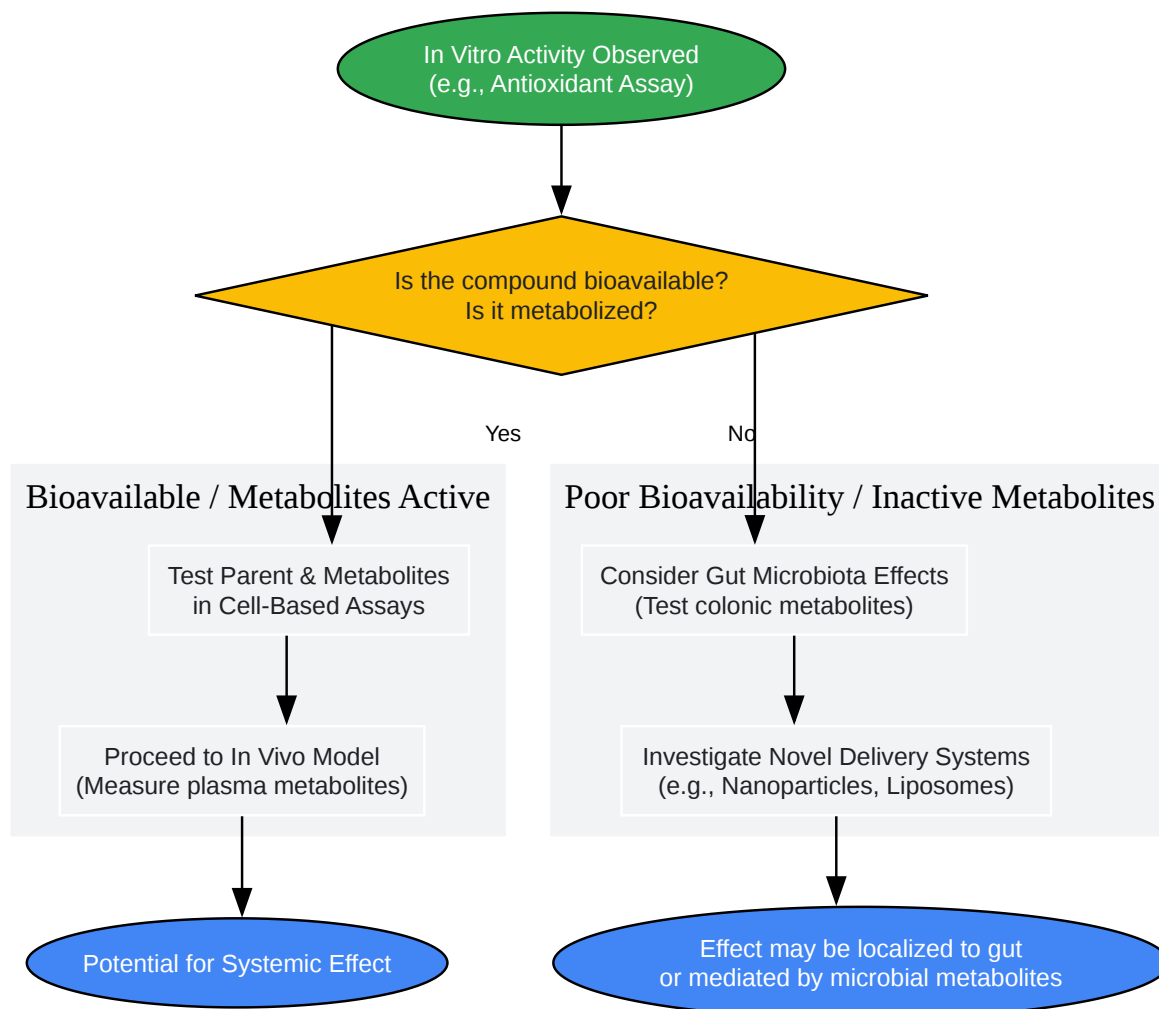 In Vitro Activity Observed
(e.g., Antioxidant Assay)
Is the compound bioavailable?
Is it metabolized?
Yes
No
Bioavailable / Metabolites Active
Test Parent & Metabolites
in Cell-Based Assays
Proceed to In Vivo Model
(Measure plasma metabolites)
Potential for Systemic Effect
Poor Bioavailability / Inactive Metabolites
Consider Gut Microbiota Effects
(Test colonic metabolites)
Investigate Novel Delivery Systems
(e.g., Nanoparticles, Liposomes)
Effect may be localized to gut
or mediated by microbial metabolites